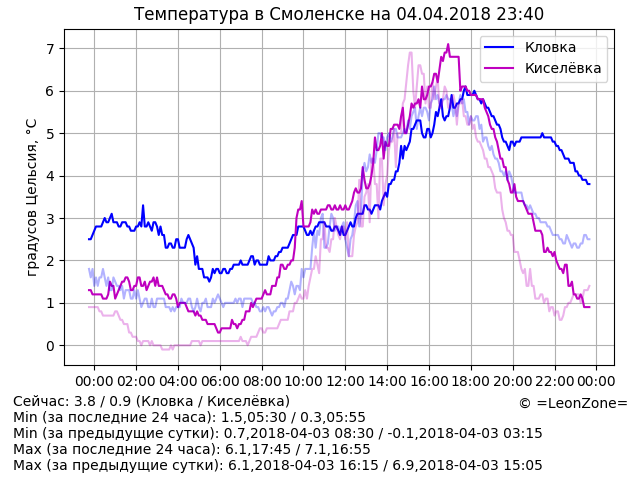 Температура в Смоленске на 04.04.2018 23:40
градусов Цельсия, °C
7
6
5
4
3
2
1
0
Кловка
Киселёвка
00:00 02:00 04:00 06:00 08:00 10:00 12:00 14:00 16:00 18:00 20:00 22:00 00:00
Сейчас: 3.8 / 0.9 (Кловка / Киселёвка)
© =LeonZone=
Min (за последние 24 часа): 1.5,05:30 / 0.3,05:55
Min (за предыдущие сутки): 0.7,2018-04-03 08:30 / -0.1,2018-04-03 03:15
Max (за последние 24 часа): 6.1,17:45 / 7.1,16:55
Max (за предыдущие сутки): 6.1,2018-04-03 16:15 / 6.9,2018-04-03 15:05